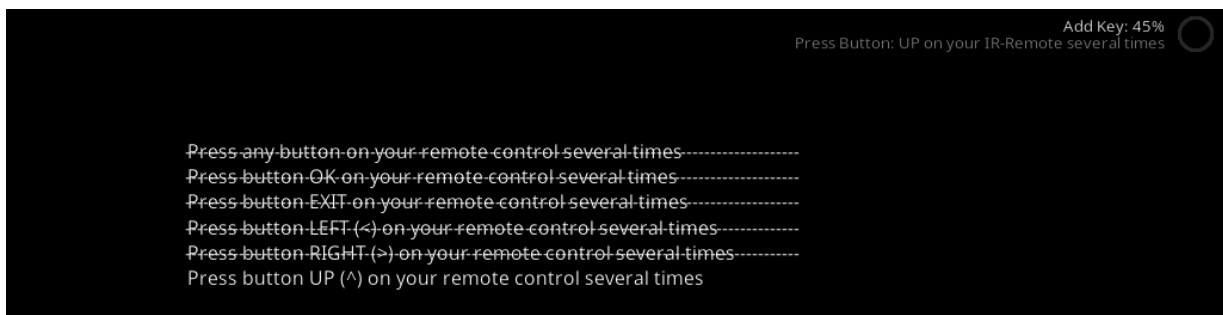 Add Key: 45%
Press Button: UP on your IR-Remote several times
Press any button on your remote control several times--------------------
Press button OK on your remote control several times---------------------
Press button EXIT on your remote control several times-------------------
Press button LEFT (<) on your remote control several times--------------
Press button RIGHT (>) on your remote control several times-----------
Press button UP (^) on your remote control several times